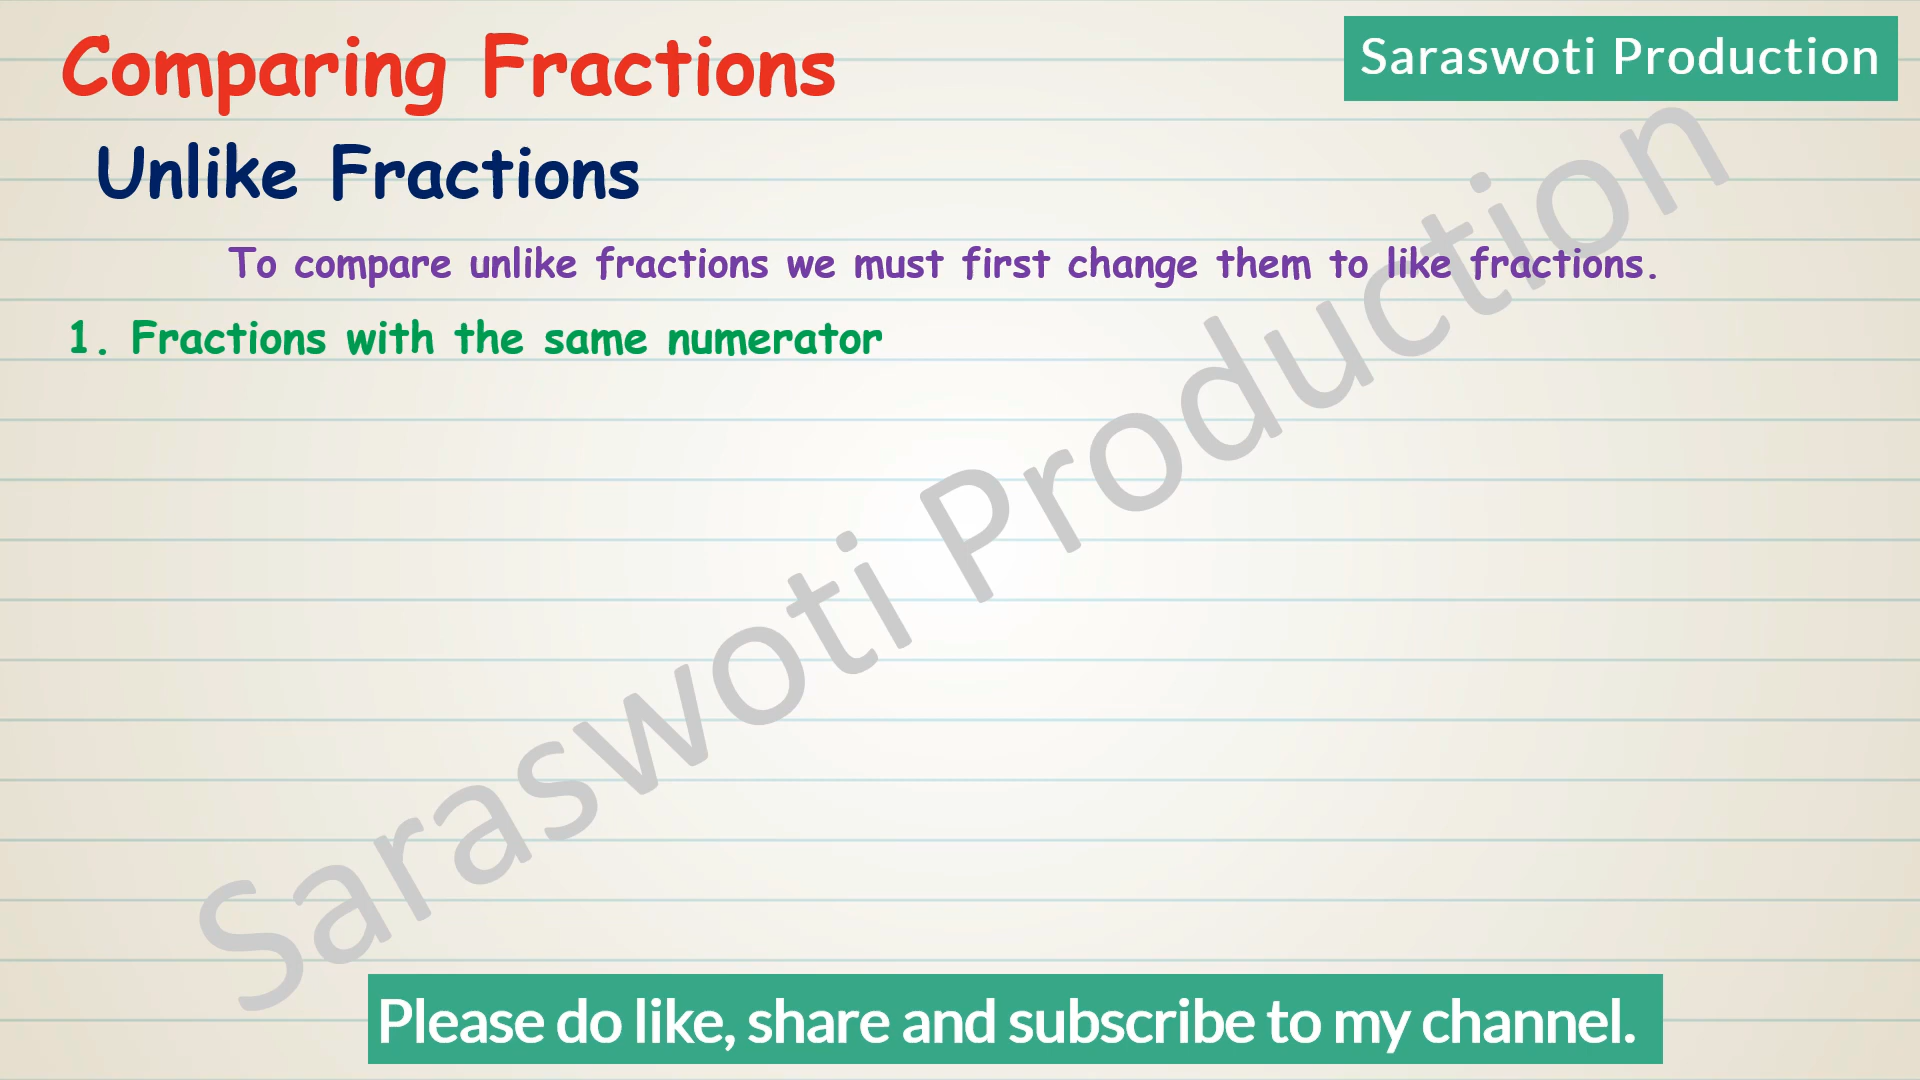 Comparing Fractions
Saraswoti Production
Unlike Fractions
To compare unlike fractions we must first change them to like fractions.
1. Fractions with the same numerator
Saraswoti Production
Please do like, share and subscribe to my channel.